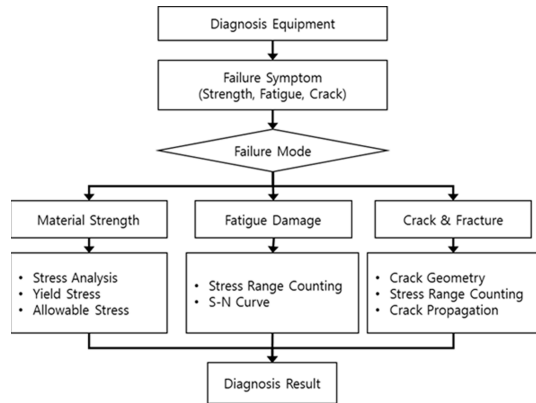 Diagnosis Equipment
Failure Symptom
(Strength, Fatigue, Crack)
Failure Mode
Material Strength
Fatigue Damage
Crack & Fracture
• Stress Analysis
• Yield Stress
• Allowable Stress
• Stress Range Counting
• S-N Curve
• Crack Geometry
• Stress Range Counting
• Crack Propagation
Diagnosis Result